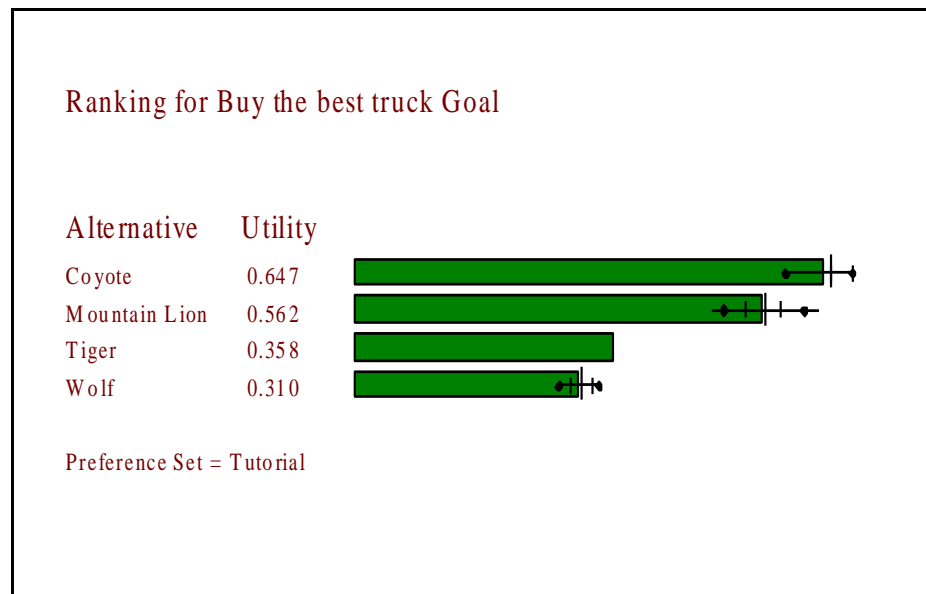 Ranking for Buy the best truck Goal
Alternative Utility
Coyote 0.647
Mountain Lion 0.562
Tiger 0.358
Wolf 0.310
Preference Set = Tutorial